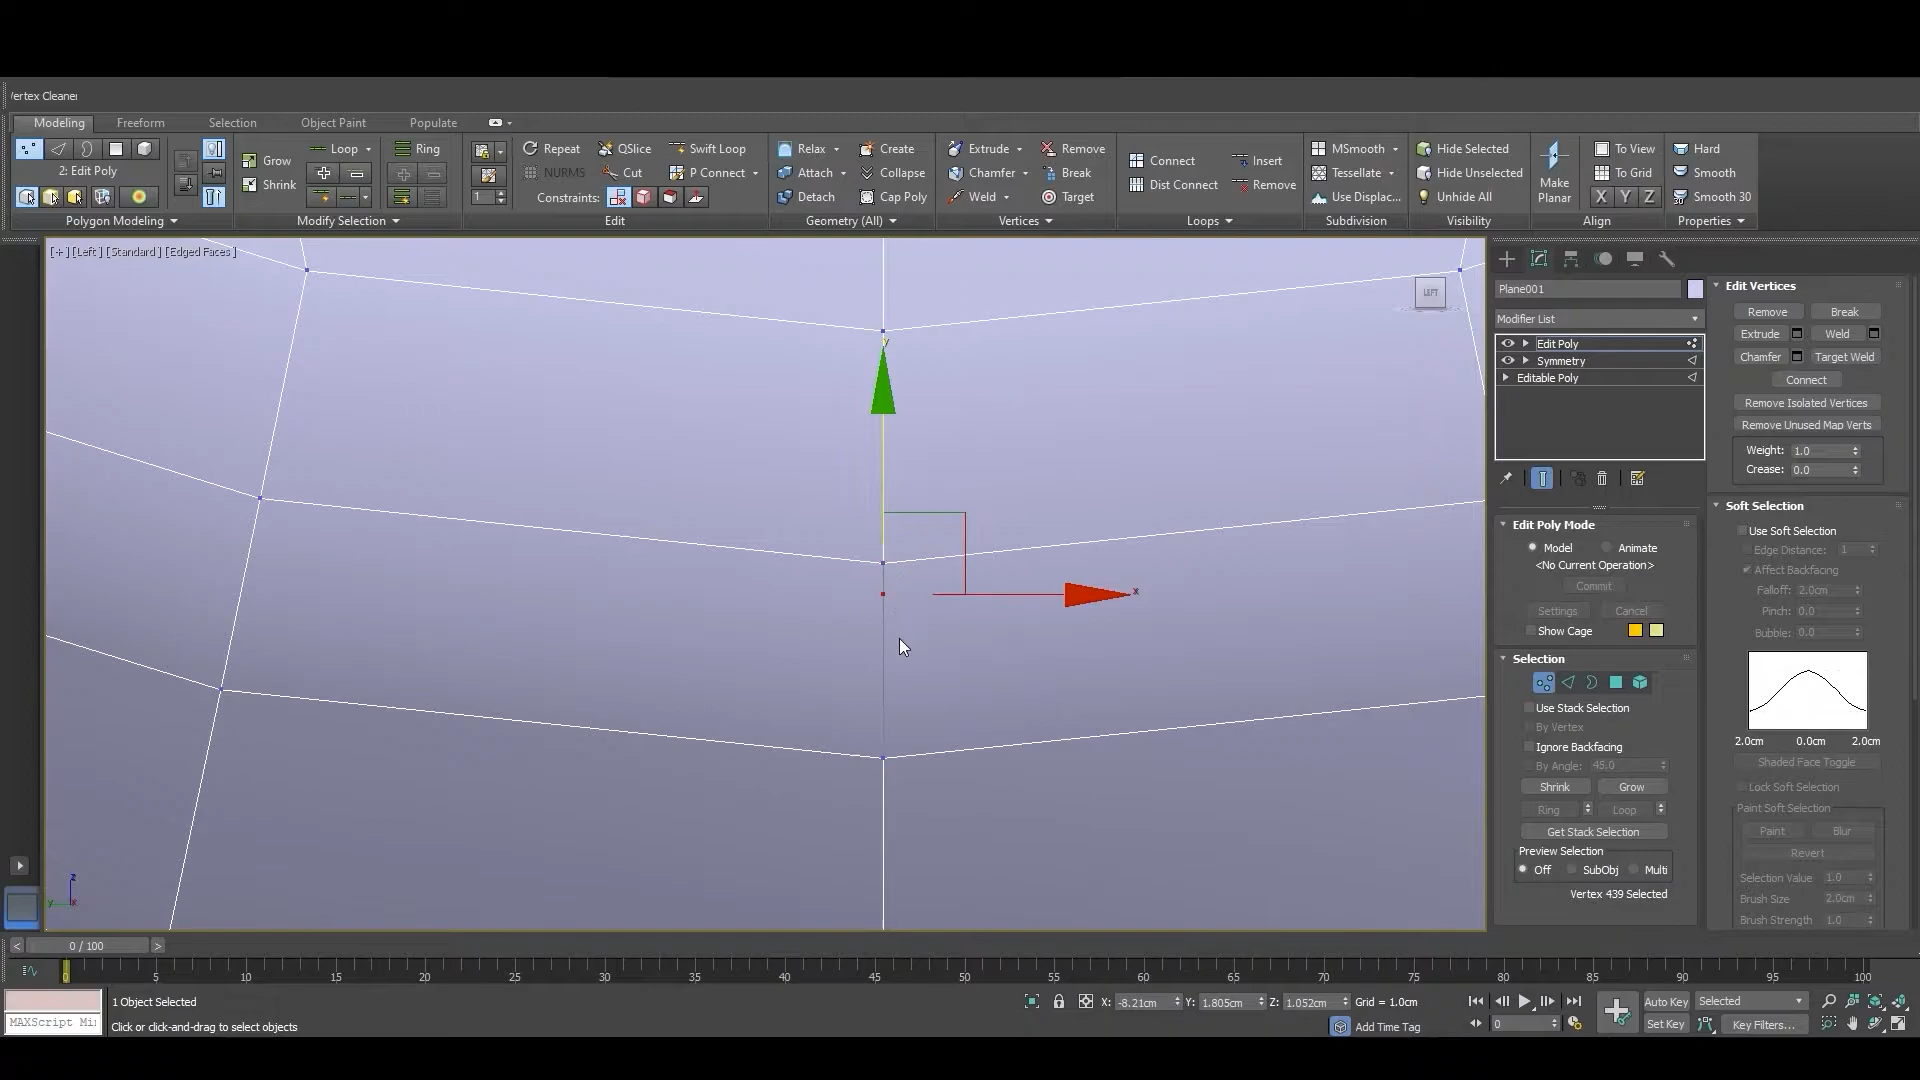 Vertex Cleaner
Modeling Freeform Selection Object Paint Populate
2: Edit Poly
Polygon Modeling
Grow
Shrink
Loop
Ring
Modify Selection
1
Repeat QSlice Swift Loop
NURMS Cut P Connect
Constraints:
Edit
Relax Create
Attach Collapse
Detach Cap Poly
Geometry (All)
Extrude Remove
Chamfer Break
Weld Target
Vertices
Connect Insert
Dist Connect Remove
Loops
MSmooth
Tessellate
Use Displac...
Subdivision
Hide Selected
Hide Unselected
Unhide All
Visibility
Make
Planar
To View
To Grid
X Y Z
Align
Hard
Smooth
Smooth 30
Properties
[+] [Left] [Standard] [Edged Faces]
LEFT
y
x
z
y x
Plane001
Modifier List
Edit Poly
Symmetry
Editable Poly
Edit Poly Mode
Model Animate
<No Current Operation>
Commit
Settings Cancel
Show Cage
Selection
Use Stack Selection
By Vertex
Ignore Backfacing
By Angle: 45.0
Shrink Grow
Ring Loop
Get Stack Selection
Preview Selection
Off SubObj Multi
Vertex 439 Selected
Edit Vertices
Remove Break
Extrude Weld
Chamfer Target Weld
Connect
Remove Isolated Vertices
Remove Unused Map Verts
Weight: 1.0
Crease: 0.0
Soft Selection
Use Soft Selection
Edge Distance: 1
Affect Backfacing
Falloff: 2.0cm
Pinch: 0.0
Bubble: 0.0
2.0cm 0.0cm 2.0cm
Shaded Face Toggle
Lock Soft Selection
Paint Soft Selection
Paint Blur
Revert
Selection Value 1.0
Brush Size 2.0cm
Brush Strength 1.0
< 0 / 100 >
0 5 10 15 20 25 30 35 40 45 50 55 60 65 70 75 80 85 90 95 100
1 Object Selected
X: -8.21cm Y: 1.805cm Z: 1.052cm Grid = 1.0cm
Auto Key Selected
MAXScript Mi
Click or click-and-drag to select objects
Add Time Tag
0
Set Key Key Filters...